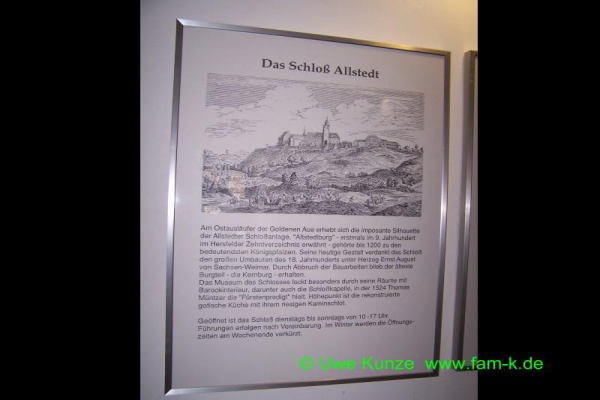 Das Schloß Allstedt
Am Ostausläufer der Goldenen Aue erhebt sich die imposante Silhouette
der Allstedter Schloßanlage. "Altstediburg" - erstmals im 9. Jahrhundert
im Hersfelder Zehntverzeichnis erwähnt - gehörte bis 1200 zu den
bedeutendsten Königspfalzen. Seine heutige Gestalt verdankt das Schloß
den großen Umbauten des 18. Jahrhunderts unter Herzog Ernst August
von Sachsen-Weimar. Durch Abbruch der Bauarbeiten blieb der älteste
Burgteil - die Kernburg - erhalten.
Das Museum des Schlosses lockt besonders durch seine Räume mit
Barockinterieur, darunter auch die Schloßkapelle, in der 1524 Thomas
Müntzer die "Fürstenpredigt" hielt. Höhepunkt ist die rekonstruierte
gotische Küche mit ihrem riesigen Kaminschlot.
Geöffnet ist das Schloß dienstags bis sonntags von 10 -17 Uhr.
Führungen erfolgen nach Vereinbarung. Im Winter werden die Öffnungs-
zeiten am Wochenende verkürzt.
© Uwe Kunze www.fam-k.de